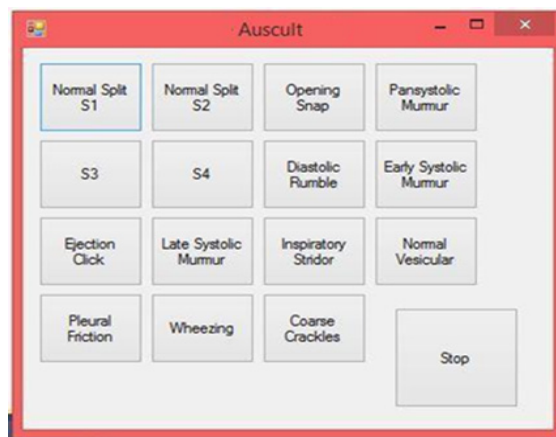 Auscult
Normal Split
S1
Normal Split
S2
Opening
Snap
Pansystolic
Murmur
S3
S4
Diastolic
Rumble
Early Systolic
Murmur
Ejection
Click
Late Systolic
Murmur
Inspiratory
Stridor
Normal
Vesicular
Pleural
Friction
Wheezing
Coarse
Crackles
Stop